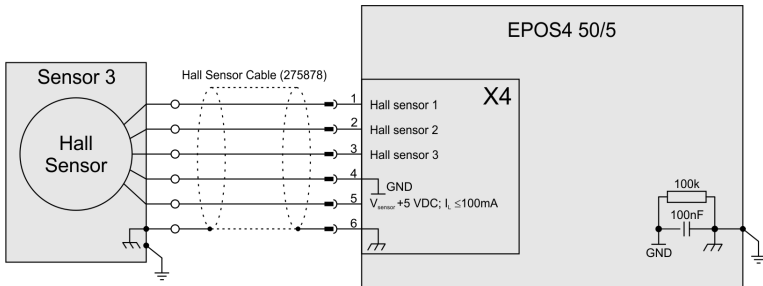 EPOS4 50/5
Sensor 3
Hall Sensor Cable (275878)
X4
Hall
Sensor
1
Hall sensor 1
2
Hall sensor 2
3
Hall sensor 3
4
GND
5
Vsensor +5 VDC; IL ≤100mA
6
100k
100nF
GND